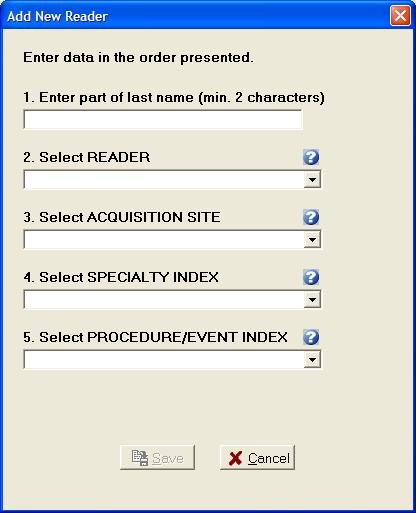 Add New Reader
Enter data in the order presented.
1. Enter part of last name (min. 2 characters)
2. Select READER
?
3. Select ACQUISITION SITE
?
4. Select SPECIALTY INDEX
?
5. Select PROCEDURE/EVENT INDEX
?
Save
Cancel